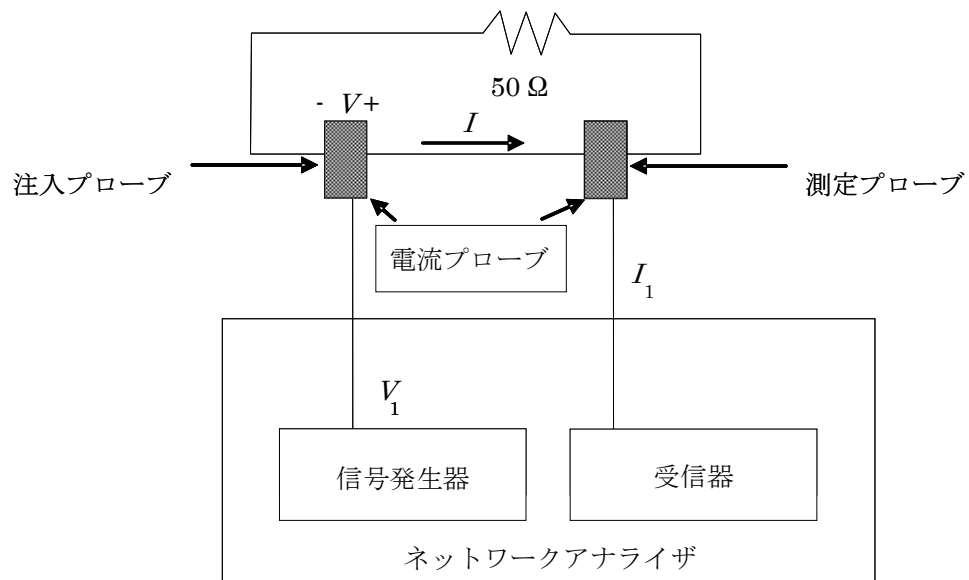 50 Ω
- V+
I
注入プローブ
測定プローブ
電流プローブ
I1
V1
信号発生器
受信器
ネットワークアナライザ